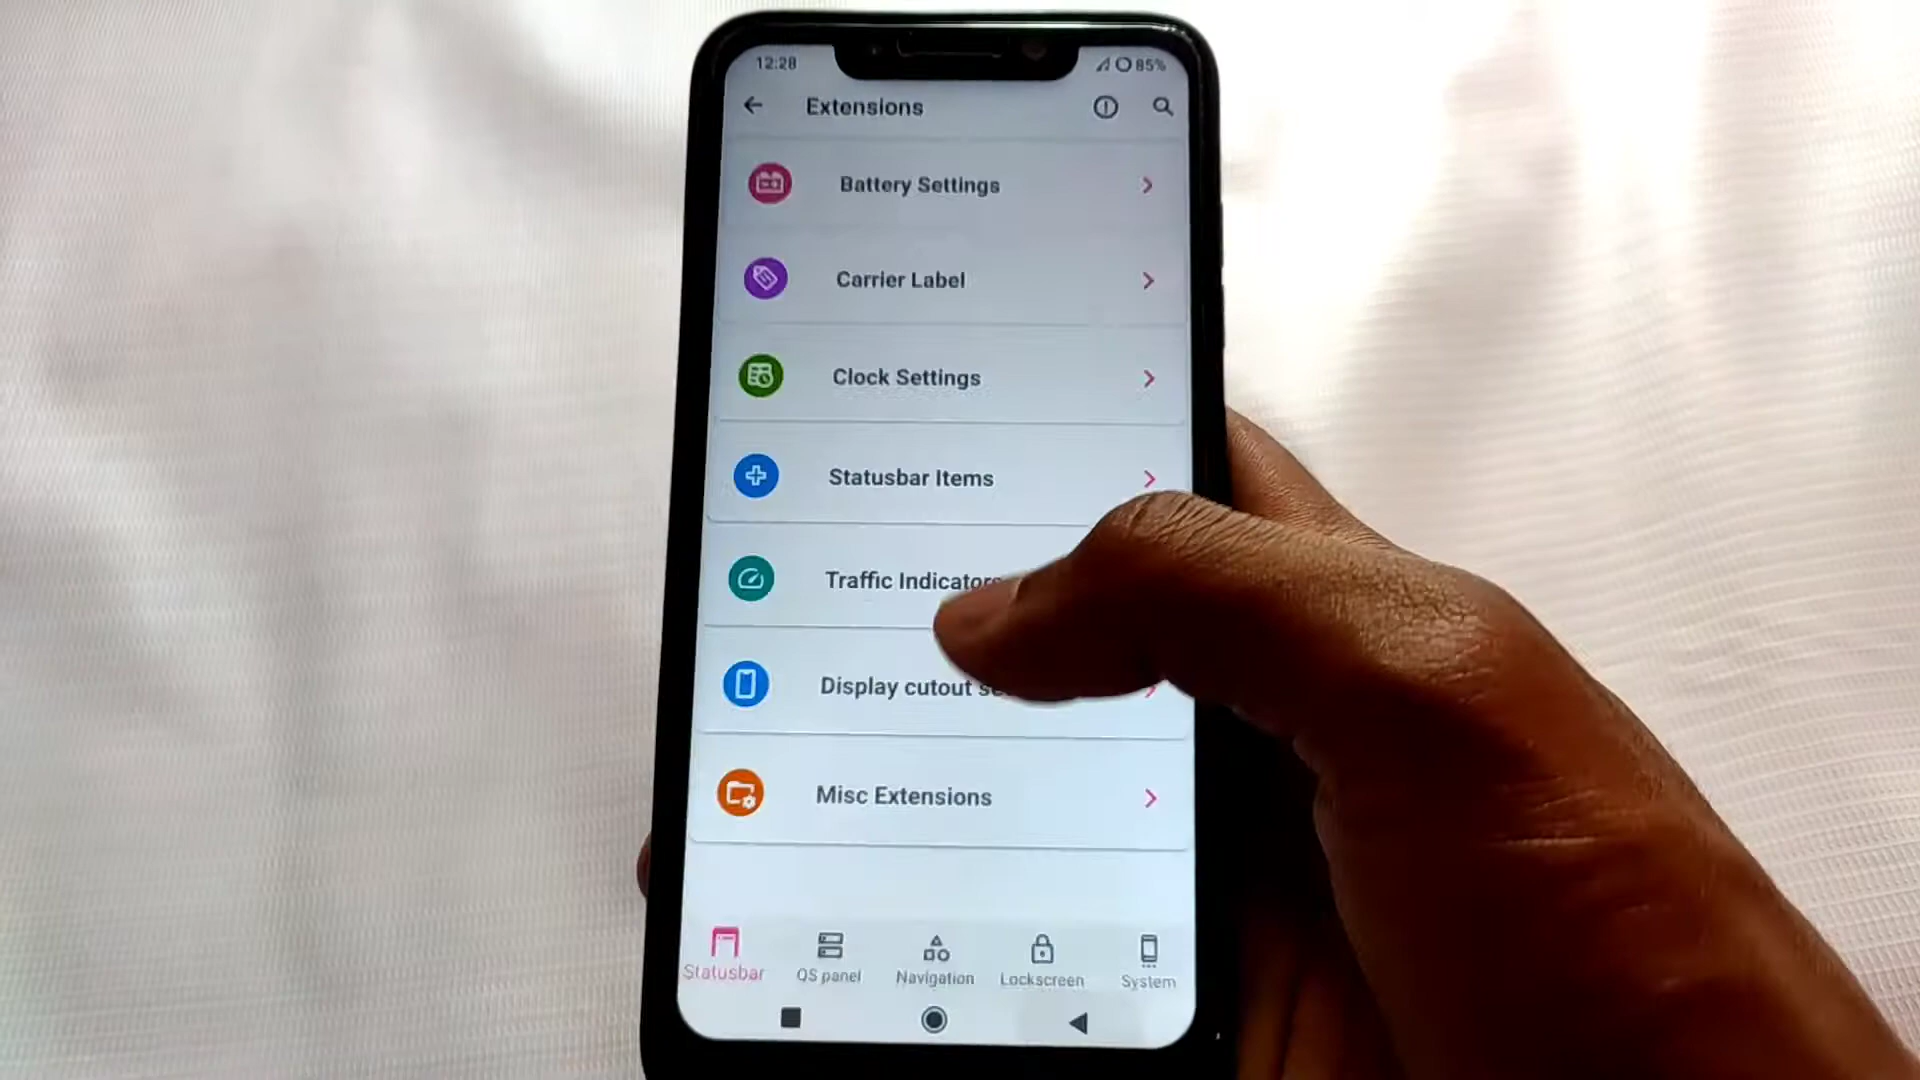 12:28
85%
Extensions
Battery Settings
Carrier Label
Clock Settings
Statusbar Items
Traffic Indicators
Display cutout
Misc Extensions
Statusbar
QS panel
Navigation
Lockscreen
System